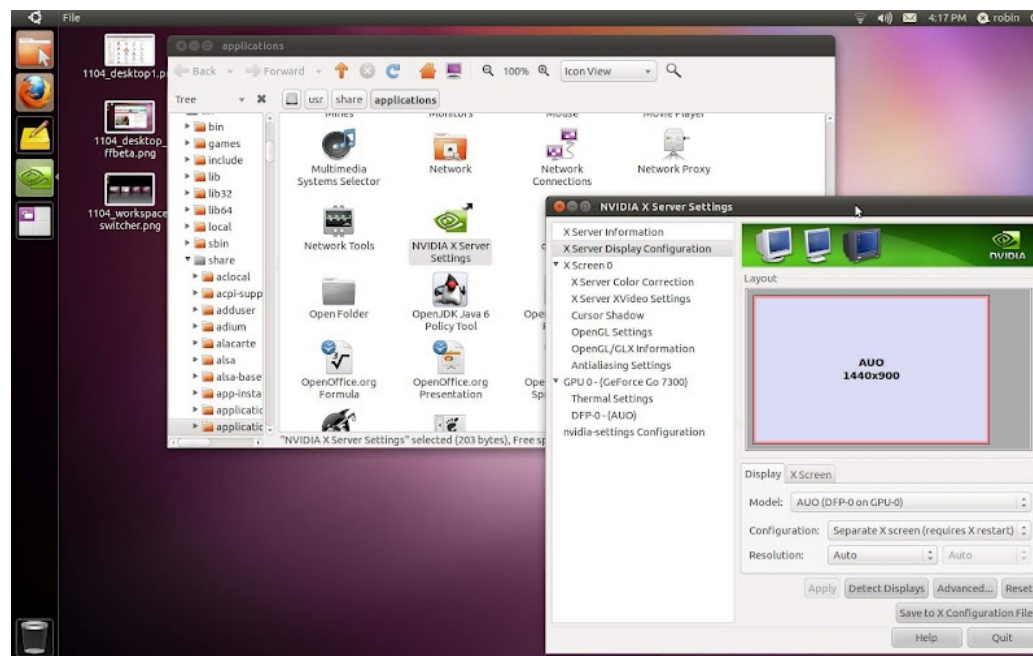 File
4:17 PM
robin
1104_desktop1.p
1104_desktop_
ffbeta.png
1104_workspace
switcher.png
applications
Back
Forward
100%
Icon View
Tree
usr
share
applications
bin
games
include
lib
lib32
lib64
local
sbin
share
aclocal
acpi-supp
adduser
adium
alacarte
alsa
alsa-base
app-insta
applicatic
applicatic
Mimes
Monitors
Mouse
Movie Player
Multimedia
Systems Selector
Network
Network
Connections
Network Proxy
Network Tools
NVIDIA X Server
Settings
Open Folder
OpenJDK Java 6
Policy Tool
OpenOffice.org
Formula
OpenOffice.org
Presentation
"NVIDIA X Server Settings" selected (203 bytes), Free sp
NVIDIA X Server Settings
X Server Information
X Server Display Configuration
X Screen 0
X Server Color Correction
X Server XVideo Settings
Cursor Shadow
OpenGL Settings
OpenGL/GLX Information
Antialiasing Settings
GPU 0 - (GeForce Go 7300)
Thermal Settings
DFP-0 - (AUO)
nvidia-settings Configuration
NVIDIA
Layout
AUO
1440x900
Display
X Screen
Model: AUO (DFP-0 on GPU-0)
Configuration: Separate X screen (requires X restart)
Resolution: Auto Auto
Apply Detect Displays Advanced... Reset
Save to X Configuration File
Help Quit